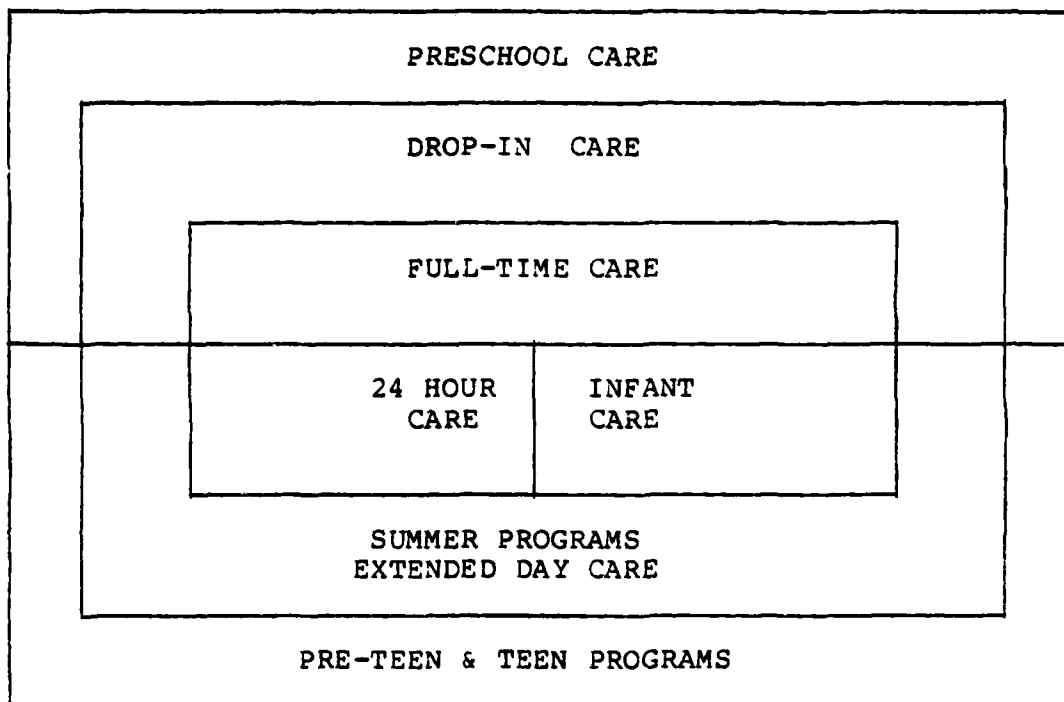 PRESCHOOL CARE
DROP-IN CARE
FULL-TIME CARE
24 HOUR
CARE
INFANT
CARE
SUMMER PROGRAMS
EXTENDED DAY CARE
PRE-TEEN & TEEN PROGRAMS